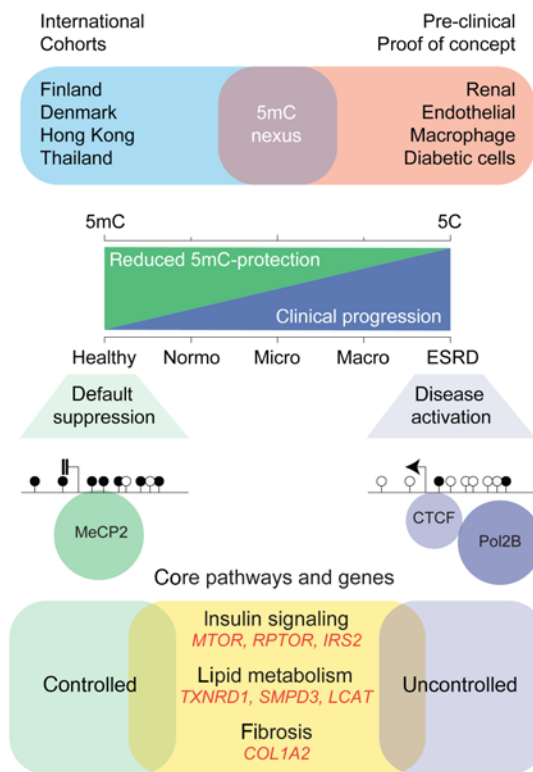 International
Cohorts
Pre-clinical
Proof of concept
Finland
Denmark
Hong Kong
Thailand
5mC
nexus
Renal
Endothelial
Macrophage
Diabetic cells
5mC
5C
Reduced 5mC-protection
Clinical progression
Healthy
Normo
Micro
Macro
ESRD
Default
suppression
Disease
activation
MeCP2
CTCF
Pol2B
Core pathways and genes
Insulin signaling
MTOR, RPTOR, IRS2
Lipid metabolism
TXNRD1, SMPD3, LCAT
Fibrosis
COL1A2
Controlled
Uncontrolled